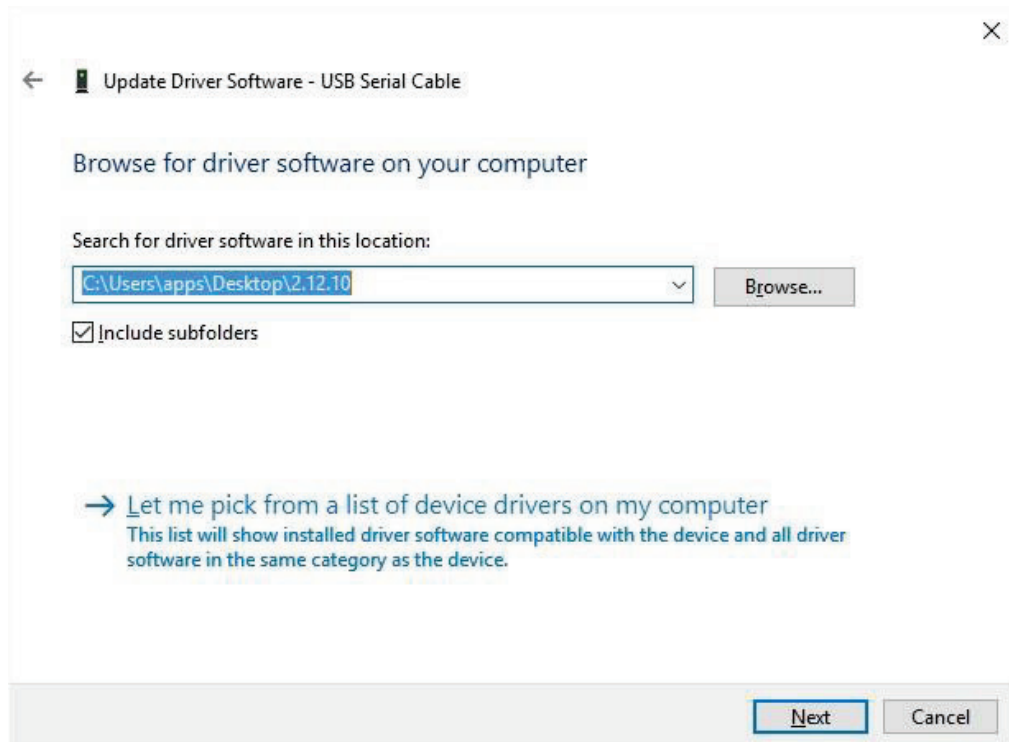 Update Driver Software - USB Serial Cable
Browse for driver software on your computer
Search for driver software in this location:
C:\Users\apps\Desktop\2.12.10
Browse...
Include subfolders
Let me pick from a list of device drivers on my computer
This list will show installed driver software compatible with the device and all driver
software in the same category as the device.
Next
Cancel